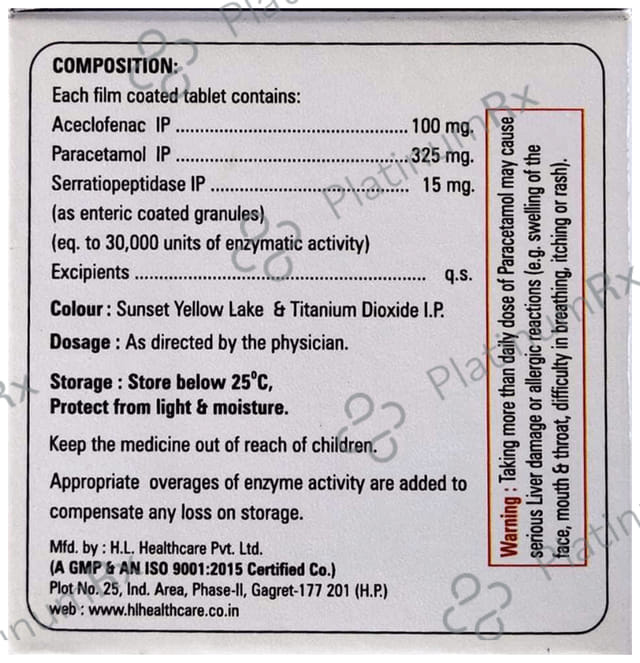 COMPOSITION:
Each film coated tablet contains:
Aceclofenac IP ........................................ 100 mg.
Paracetamol IP ........................................ 325 mg.
Serratiopeptidase IP .................................. 15 mg.
(as enteric coated granules)
(eq. to 30,000 units of enzymatic activity)
Excipients .................................................. q.s.
Colour : Sunset Yellow Lake & Titanium Dioxide I.P.
Dosage : As directed by the physician.
Storage : Store below 25°C,
Protect from light & moisture.
Keep the medicine out of reach of children.
Appropriate overages of enzyme activity are added to
compensate any loss on storage.
Mfd. by : H.L. Healthcare Pvt. Ltd.
(A GMP & AN ISO 9001:2015 Certified Co.)
Plot No. 25, Ind. Area, Phase-II, Gagret-177 201 (H.P.)
web : www.hlhealthcare.co.in
Warning : Taking more than daily dose of Paracetamol may cause
serious Liver damage or allergic reactions (e.g. swelling of the
face, mouth & throat, difficulty in breathing, itching or rash).
PlatinumRx
PlatinumRx
PlatinumRx